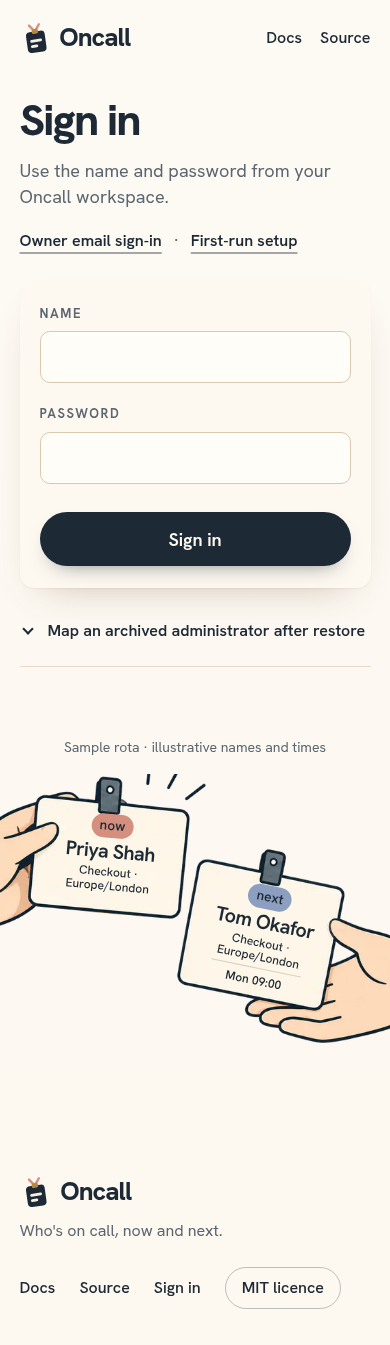 Oncall
Docs
Source
Sign in
Use the name and password from your
Oncall workspace.
Owner email sign-in · First-run setup
NAME
PASSWORD
Sign in
Map an archived administrator after restore
Sample rota · illustrative names and times
now
Priya Shah
Checkout ·
Europe/London
next
Tom Okafor
Checkout ·
Europe/London
Mon 09:00
Oncall
Who's on call, now and next.
Docs
Source
Sign in
MIT licence